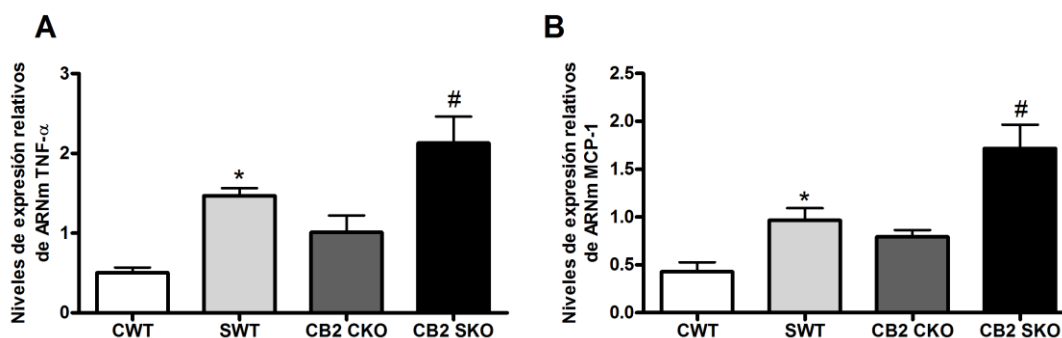 A
Niveles de expresión relativos
de ARNm TNF-α
3
2
1
0
*
#
CWT SWT CB2 CKO CB2 SKO
B
Niveles de expresión relativos
de ARNm MCP-1
2.5
2.0
1.5
1.0
0.5
0.0
*
#
CWT SWT CB2 CKO CB2 SKO